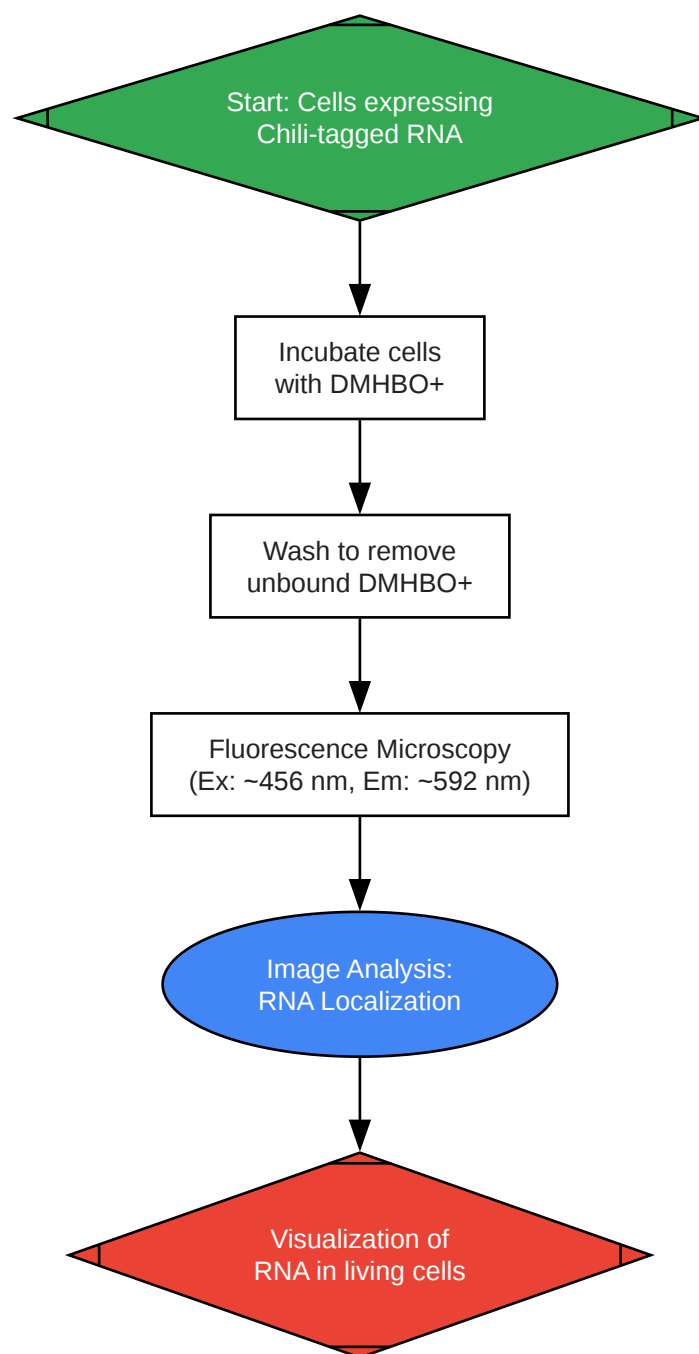 Start: Cells expressing
Chili-tagged RNA
Incubate cells
with DMHBO+
Wash to remove
unbound DMHBO+
Fluorescence Microscopy
(Ex: ~456 nm, Em: ~592 nm)
Image Analysis:
RNA Localization
Visualization of
RNA in living cells